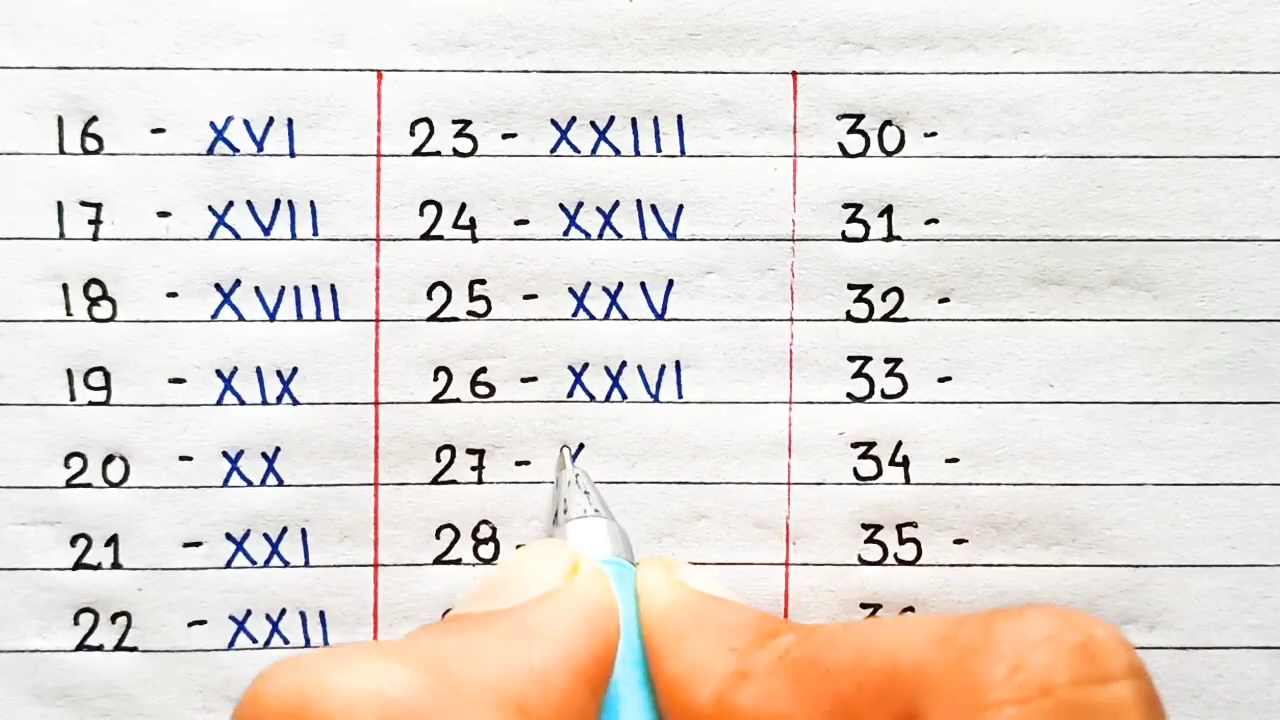 16 - XVI
17 - XVII
18 - XVIII
19 - XIX
20 - XX
21 - XXI
22 - XXII
23 - XXIII
24 - XXIV
25 - XXV
26 - XXVI
27 -
28 -
30 -
31 -
32 -
33 -
34 -
35 -